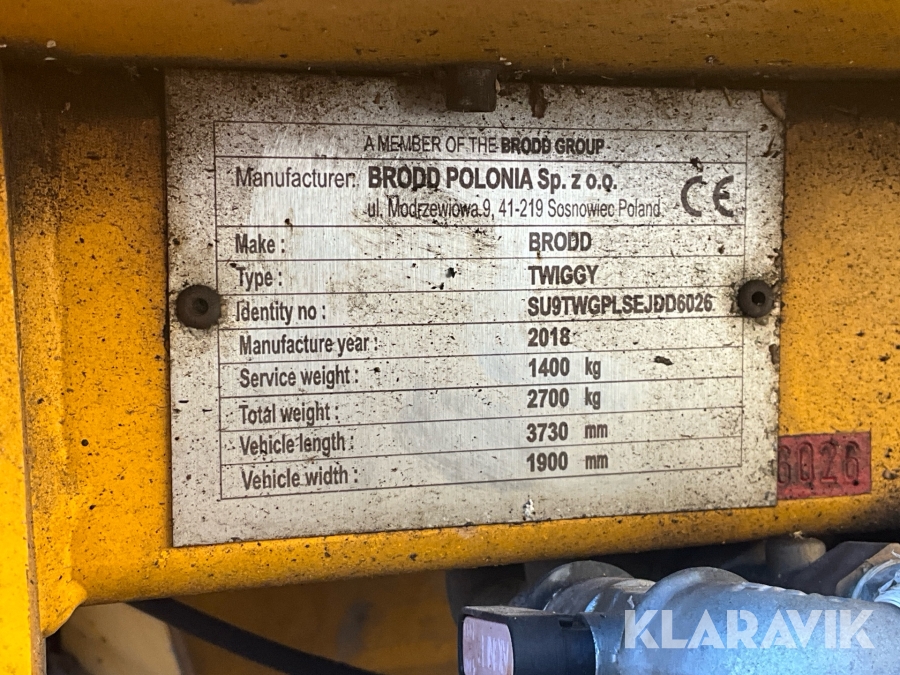 A MEMBER OF THE BRODD GROUP
Manufacturer: BRODD POLONIA Sp. z o.o.
ul. Modrzewiowa 9, 41-219 Sosnowiec Poland
CE
Make : BRODD
Type : TWIGGY
Identity no : SU9TWGPLSEJDD6026
Manufacture year : 2018
Service weight : 1400 kg
Total weight : 2700 kg
Vehicle length : 3730 mm
Vehicle width : 1900 mm
6026
KLARAVIK